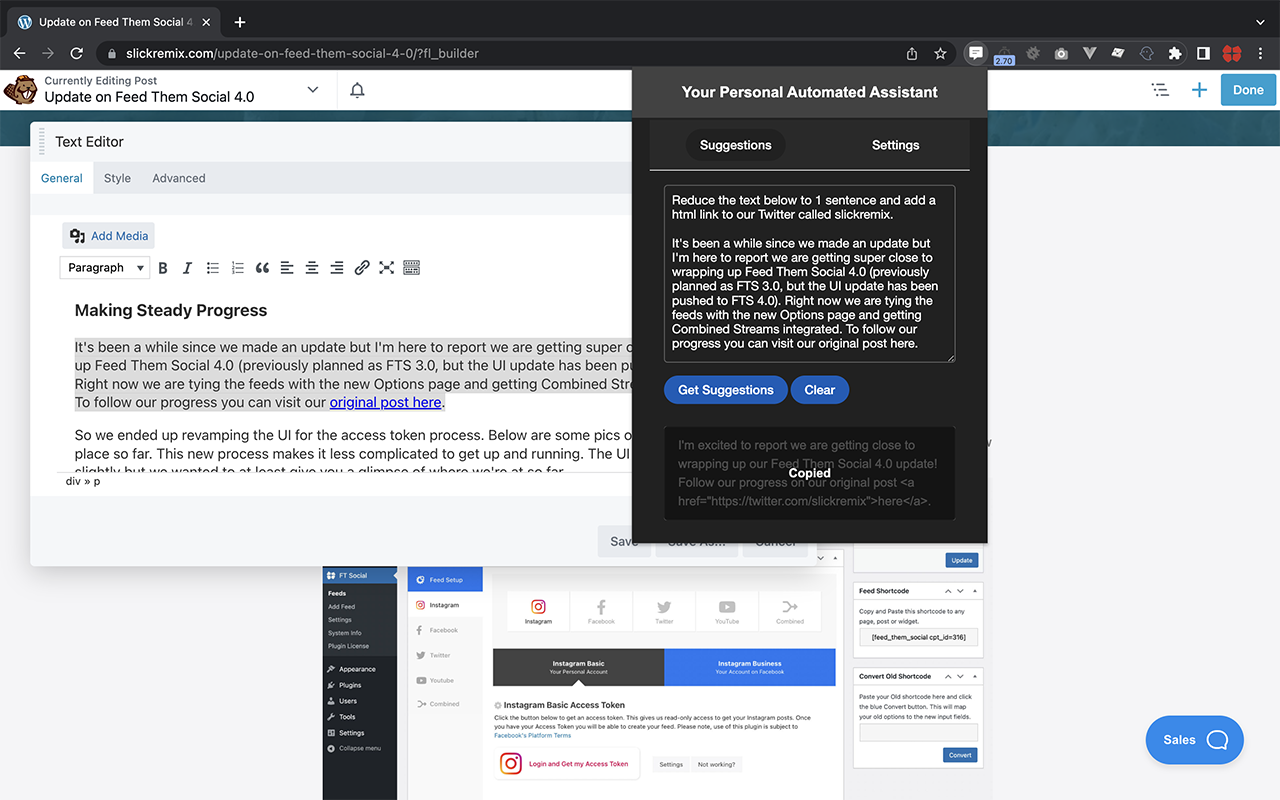 Update on Feed Them Social 4
slickremix.com/update-on-feed-them-social-4-0/?fl_builder
2.70
Currently Editing Post
Update on Feed Them Social 4.0
Done
Text Editor
General
Style
Advanced
Add Media
Paragraph
B
I
Making Steady Progress
It's been a while since we made an update but I'm here to report we are getting super c
up Feed Them Social 4.0 (previously planned as FTS 3.0, but the UI update has been pu
Right now we are tying the feeds with the new Options page and getting Combined Stre
To follow our progress you can visit our original post here.
So we ended up revamping the UI for the access token process. Below are some pics o
place so far. This new process makes it less complicated to get up and running. The UI
slightly but we wanted to at least give you a glimpse of where we're at so far.
div » p
Save
Save As...
Cancel
Your Personal Automated Assistant
Suggestions
Settings
Reduce the text below to 1 sentence and add a
html link to our Twitter called slickremix.
It's been a while since we made an update but
I'm here to report we are getting super close to
wrapping up Feed Them Social 4.0 (previously
planned as FTS 3.0, but the UI update has been
pushed to FTS 4.0). Right now we are tying the
feeds with the new Options page and getting
Combined Streams integrated. To follow our
progress you can visit our original post here.
Get Suggestions
Clear
I'm excited to report we are getting close to
wrapping up our Feed Them Social 4.0 update!
Follow our progress on our original post <a
href="https://twitter.com/slickremix">here</a>.
Copied
FT Social
Feeds
Add Feed
Settings
System Info
Plugin License
Appearance
Plugins
Users
Tools
Settings
Collapse menu
Feed Setup
Instagram
Facebook
Twitter
Youtube
Combined
Instagram
Facebook
Twitter
YouTube
Combined
Instagram Basic
Your Personal Account
Instagram Business
Your Account on Facebook
Instagram Basic Access Token
Click the button below to get an access token. This gives us read-only access to get your Instagram posts. Once
you have your Access Token you will be able to create your feed. Please note, use of this plugin is subject to
Facebook's Platform Terms
Login and Get my Access Token
Settings
Not working?
Update
Feed Shortcode
Copy and Paste this shortcode to any
page, post or widget.
[feed_them_social cpt_id=316]
Convert Old Shortcode
Paste your Old shortcode here and click
the blue Convert button. This will map
your old options to the new input fields.
Convert
Sales